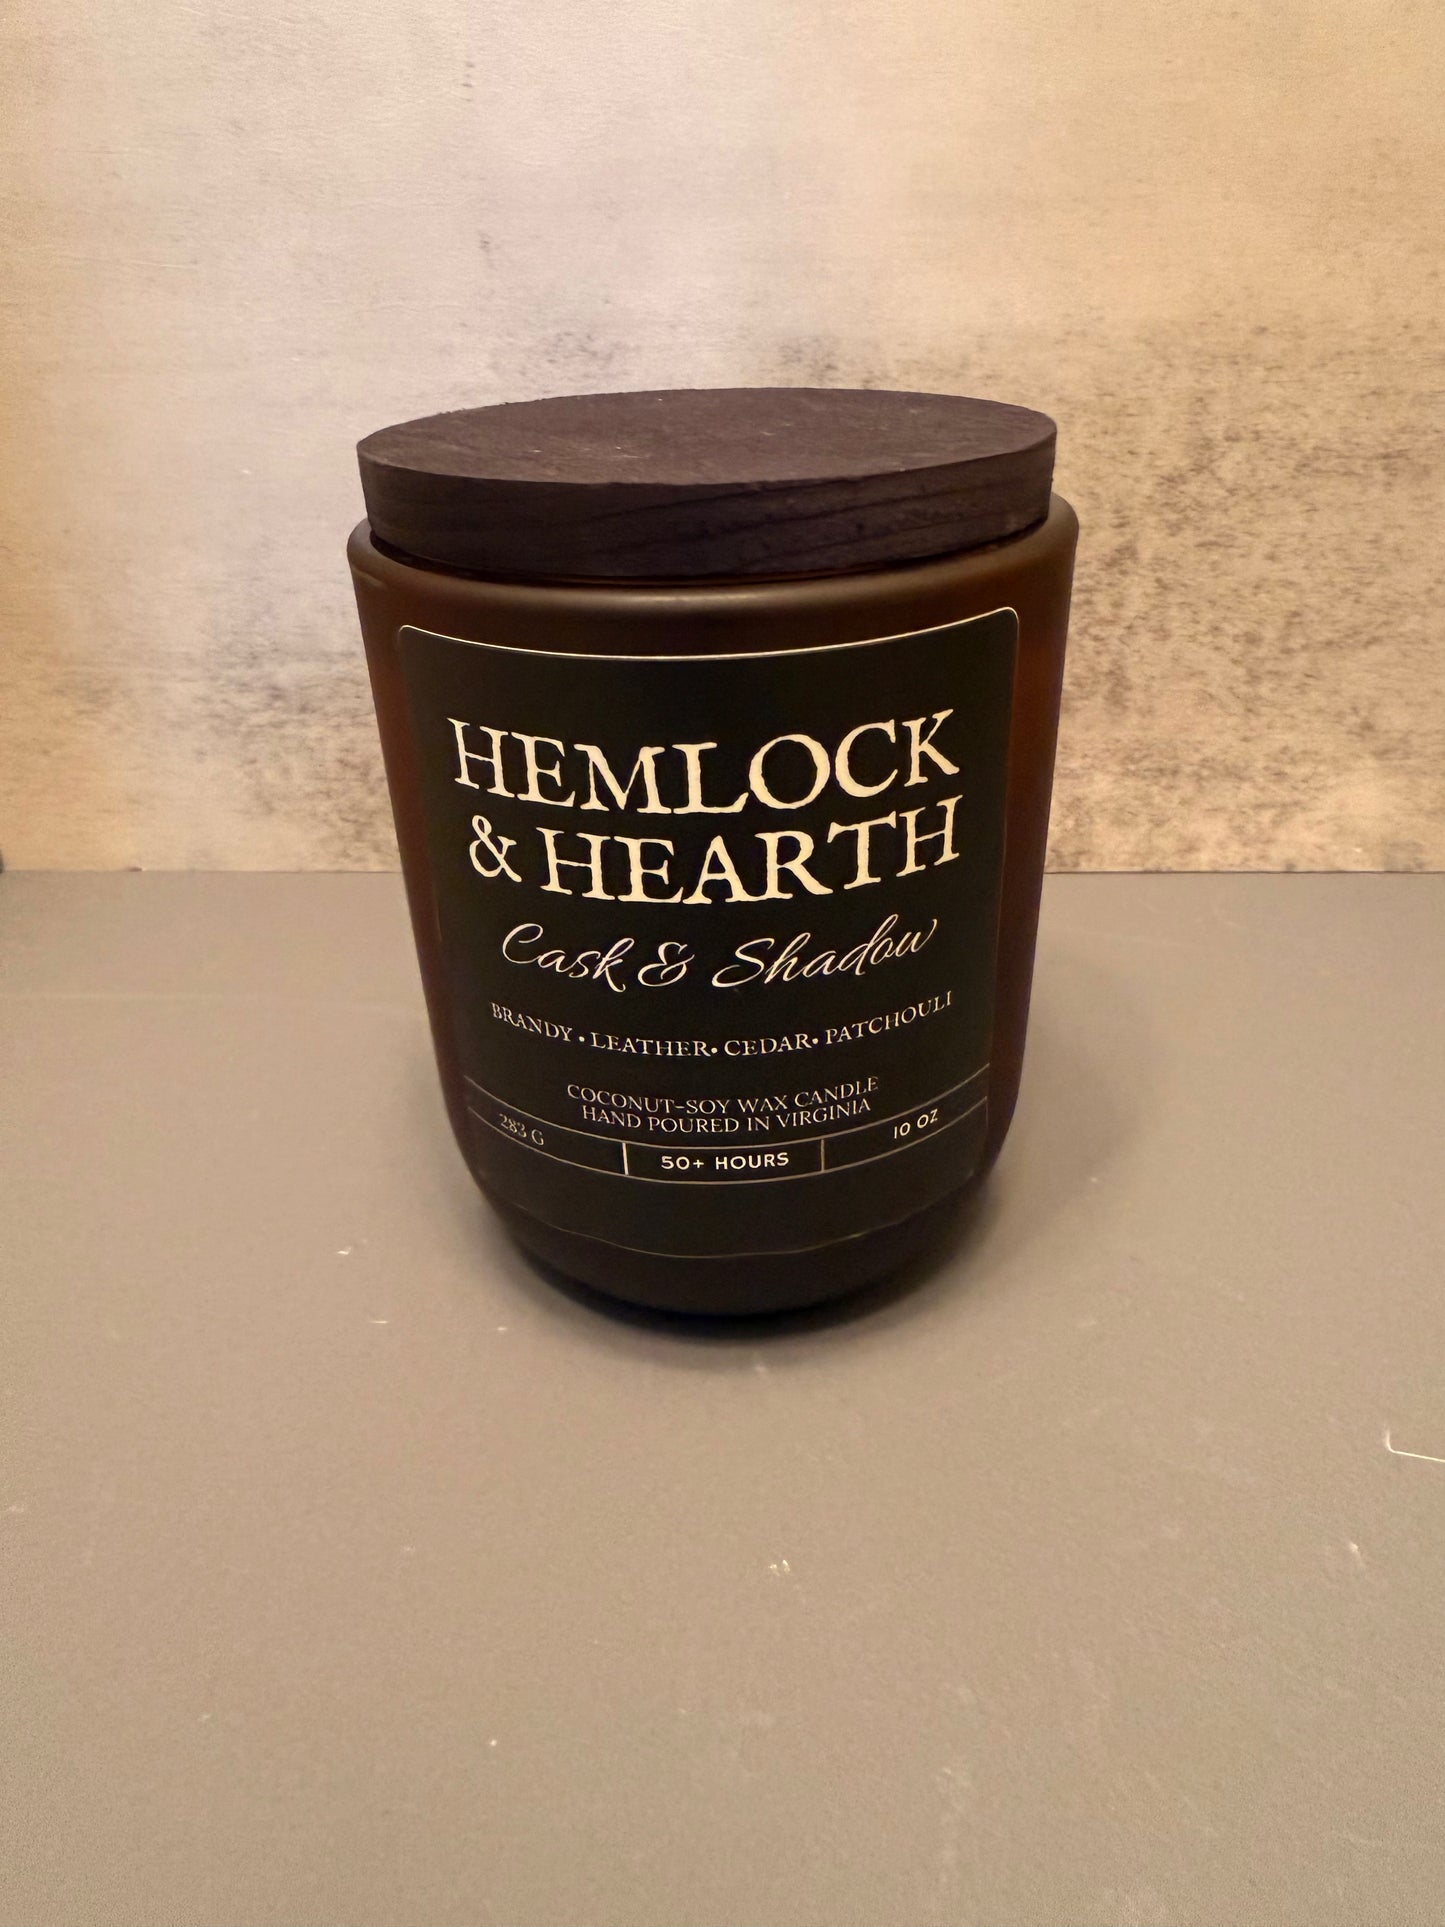 HEMLOCK
& HEARTH
Cask & Shadow
BRANDY • LEATHER• CEDAR• PATCHOULI
COCONUT-SOY WAX CANDLE
HAND POURED IN VIRGINIA
283 G 50+ HOURS 10 OZ